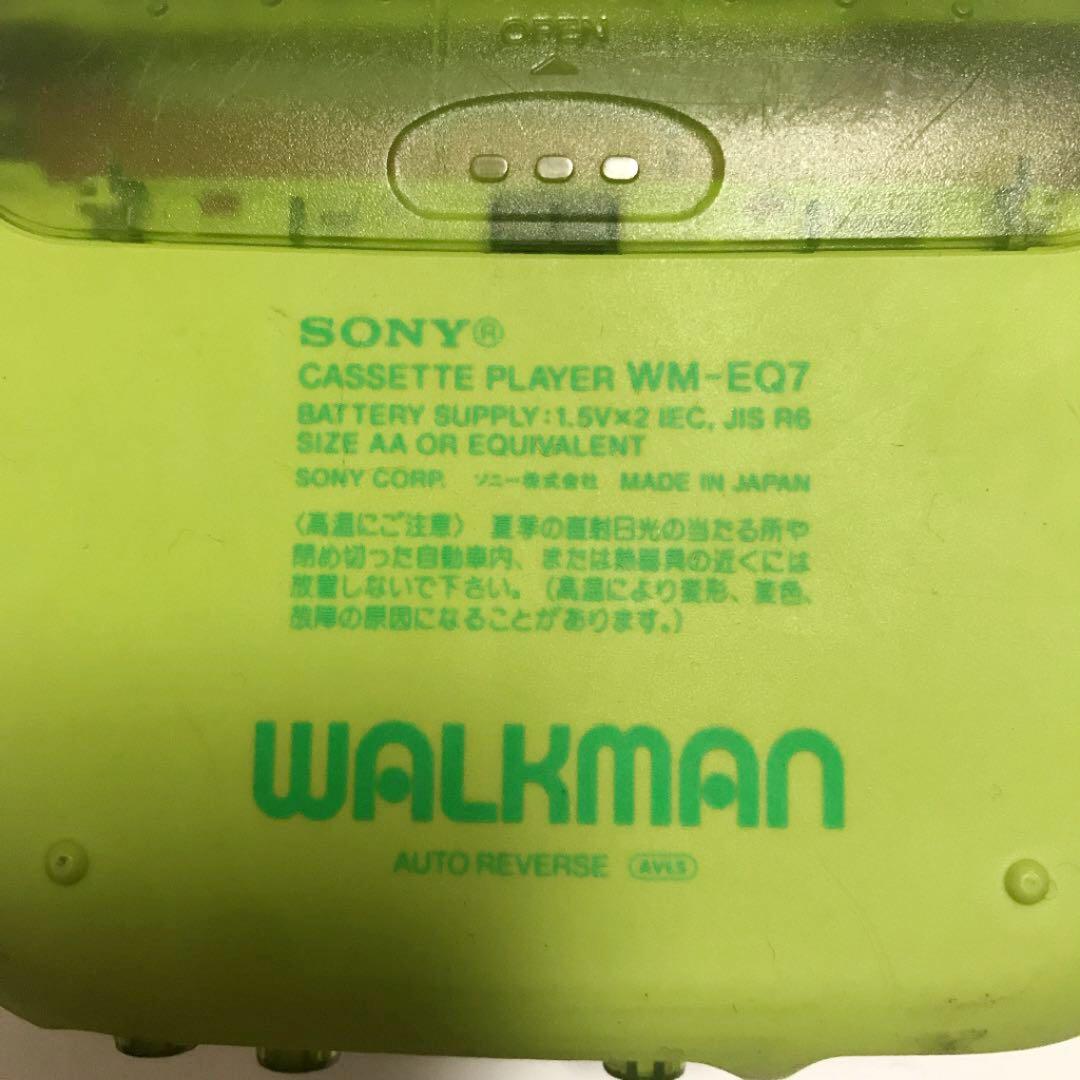 OPEN
SONY®
CASSETTE PLAYER WM-EQ7
BATTERY SUPPLY:1.5V×2 IEC, JIS R6
SIZE AA OR EQUIVALENT
SONY CORP. ソニー株式会社 MADE IN JAPAN
〈高温にご注意〉 夏季の直射日光の当たる所や
閉め切った自動車内、または熱器具の近くには
放置しないで下さい。(高温により変形、変色、
故障の原因になることがあります。)
WALKMAN
AUTO REVERSE AVLS